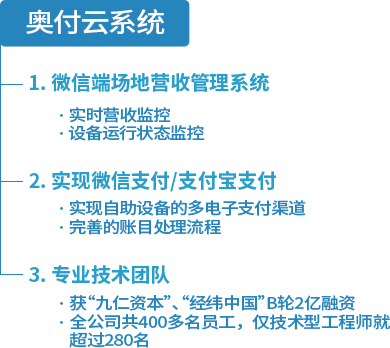 奥付云系统
1. 微信端场地营收管理系统
· 实时营收监控
· 设备运行状态监控
2. 实现微信支付/支付宝支付
· 实现自助设备的多电子支付渠道
· 完善的账目处理流程
3. 专业技术团队
· 获“九仁资本”、“经纬中国”B轮2亿融资
· 全公司共400多名员工，仅技术型工程师就
超过280名